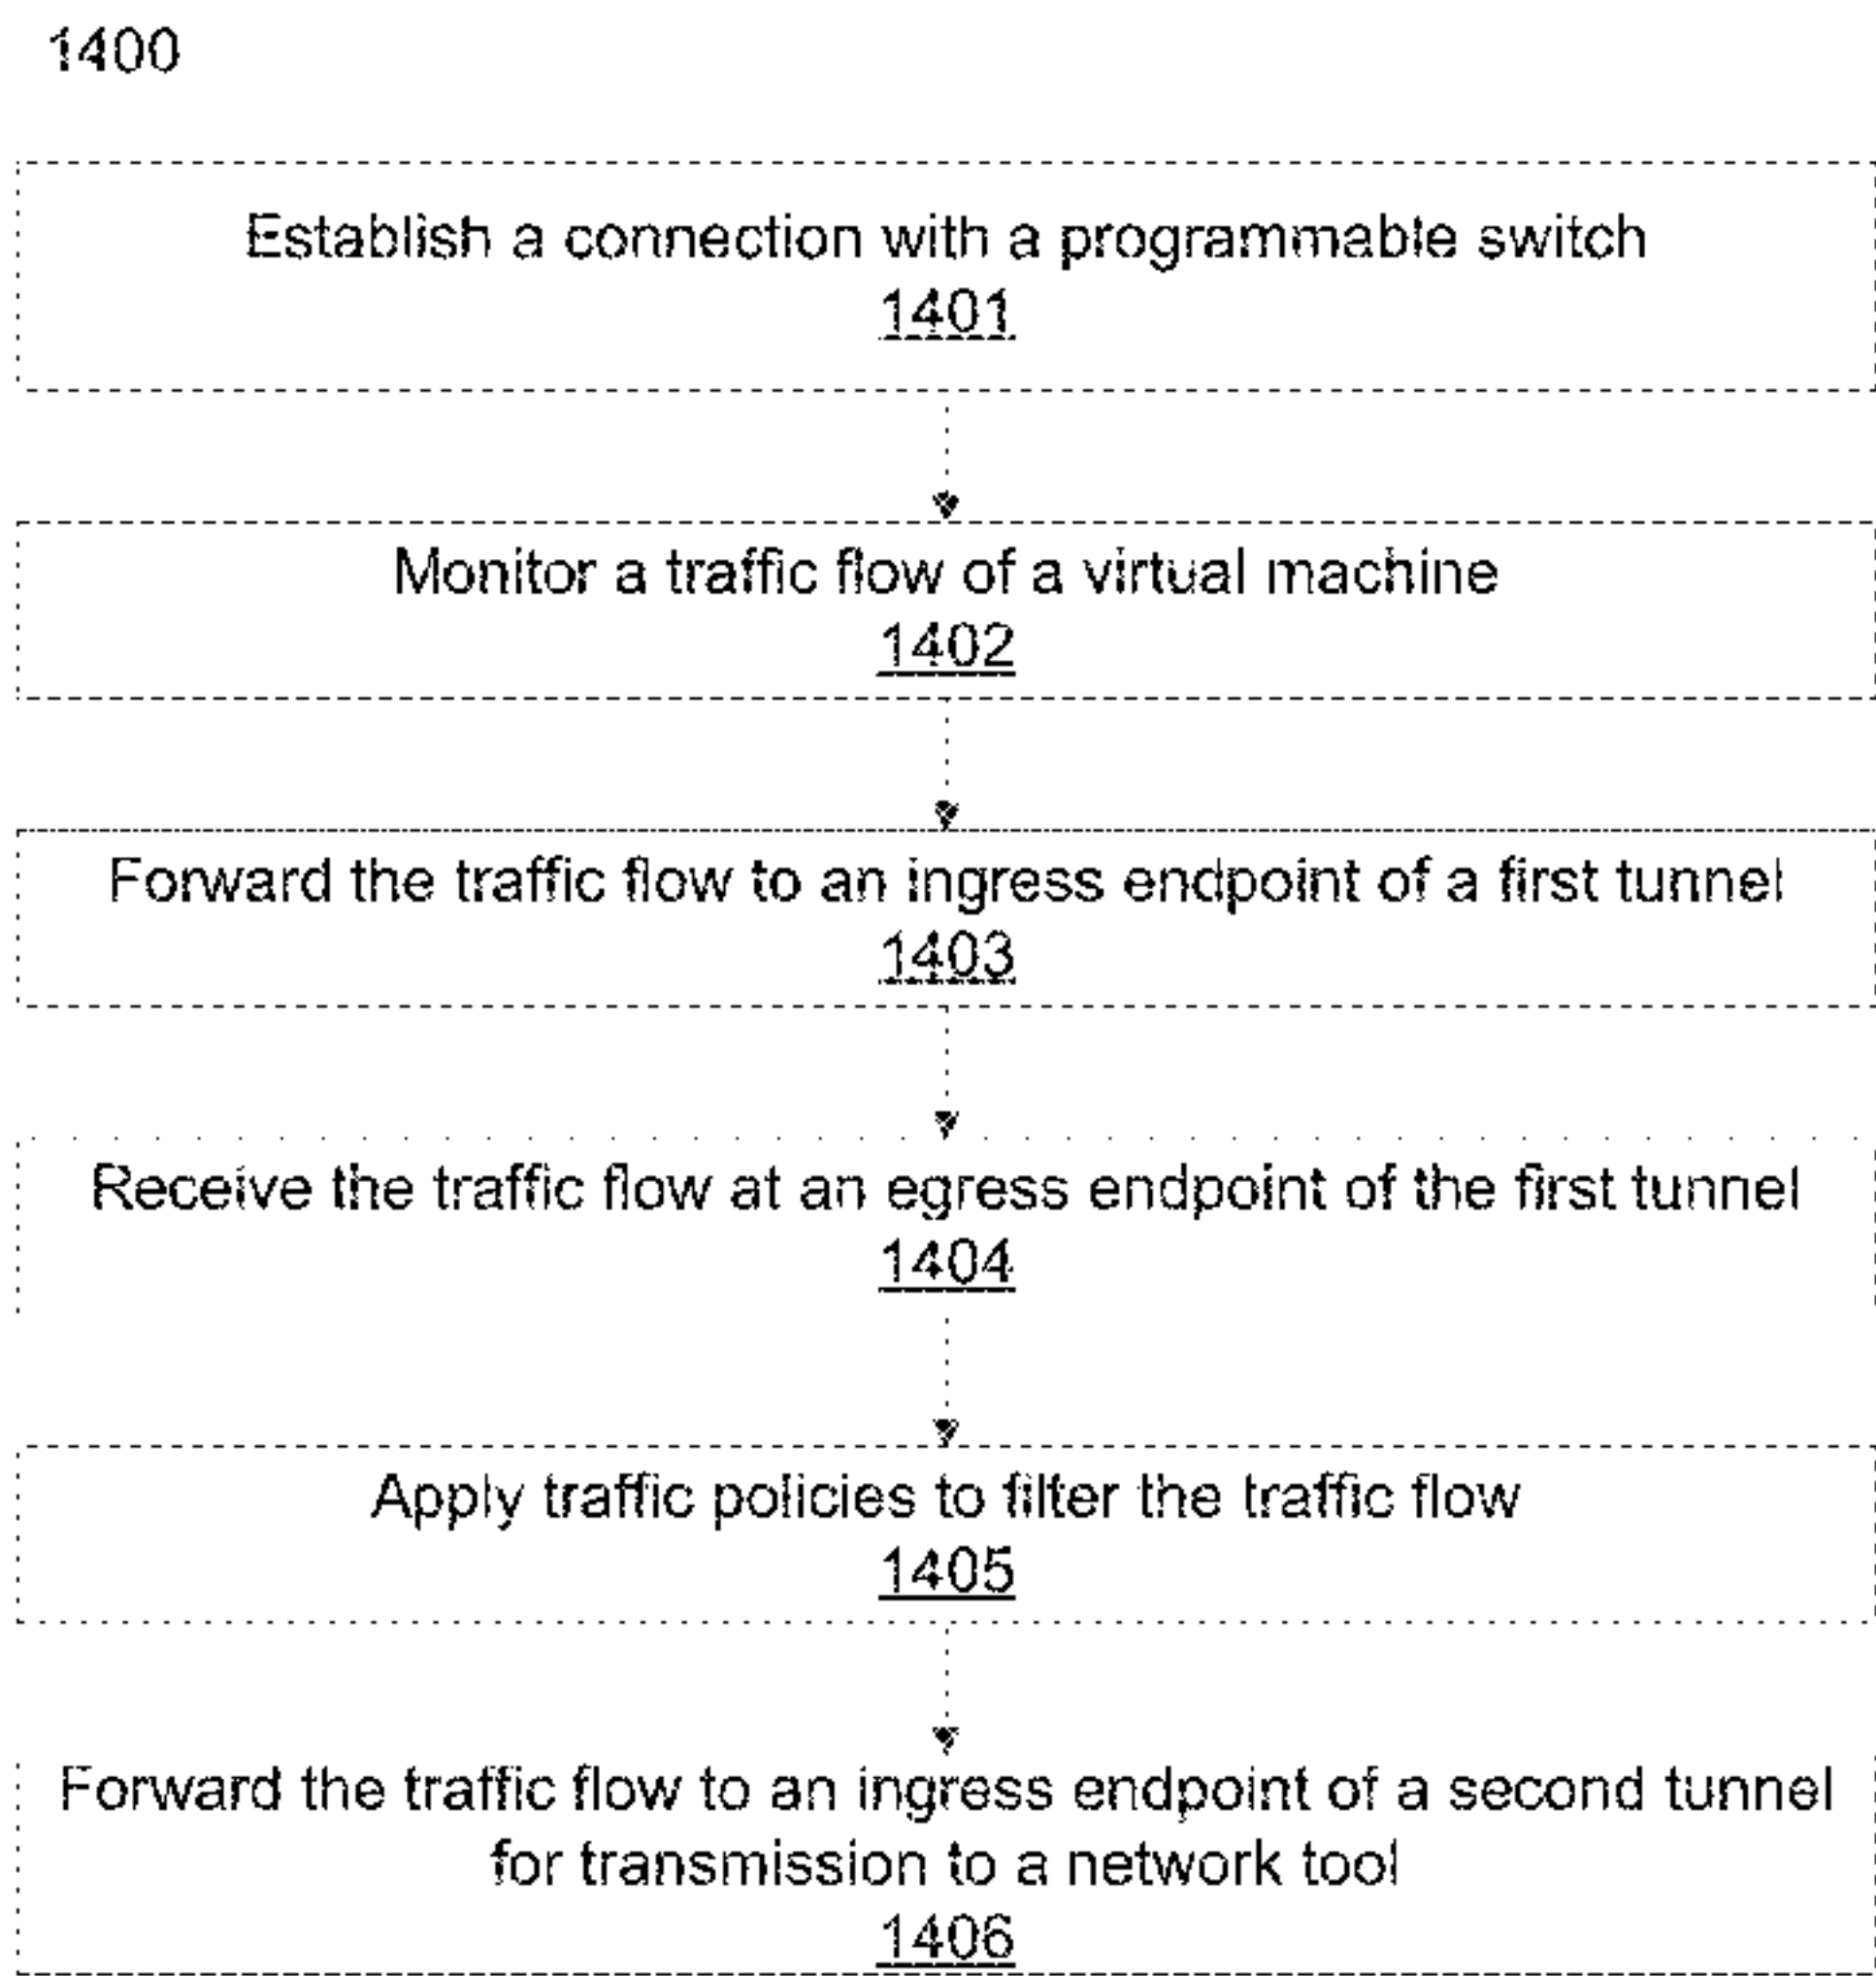 1400
Establish a connection with a programmable switch
1401
Monitor a traffic flow of a virtual machine
1402
Forward the traffic flow to an ingress endpoint of a first tunnel
1403
Receive the traffic flow at an egress endpoint of the first tunnel
1404
Apply traffic policies to filter the traffic flow
1405
Forward the traffic flow to an ingress endpoint of a second tunnel
for transmission to a network tool
1406